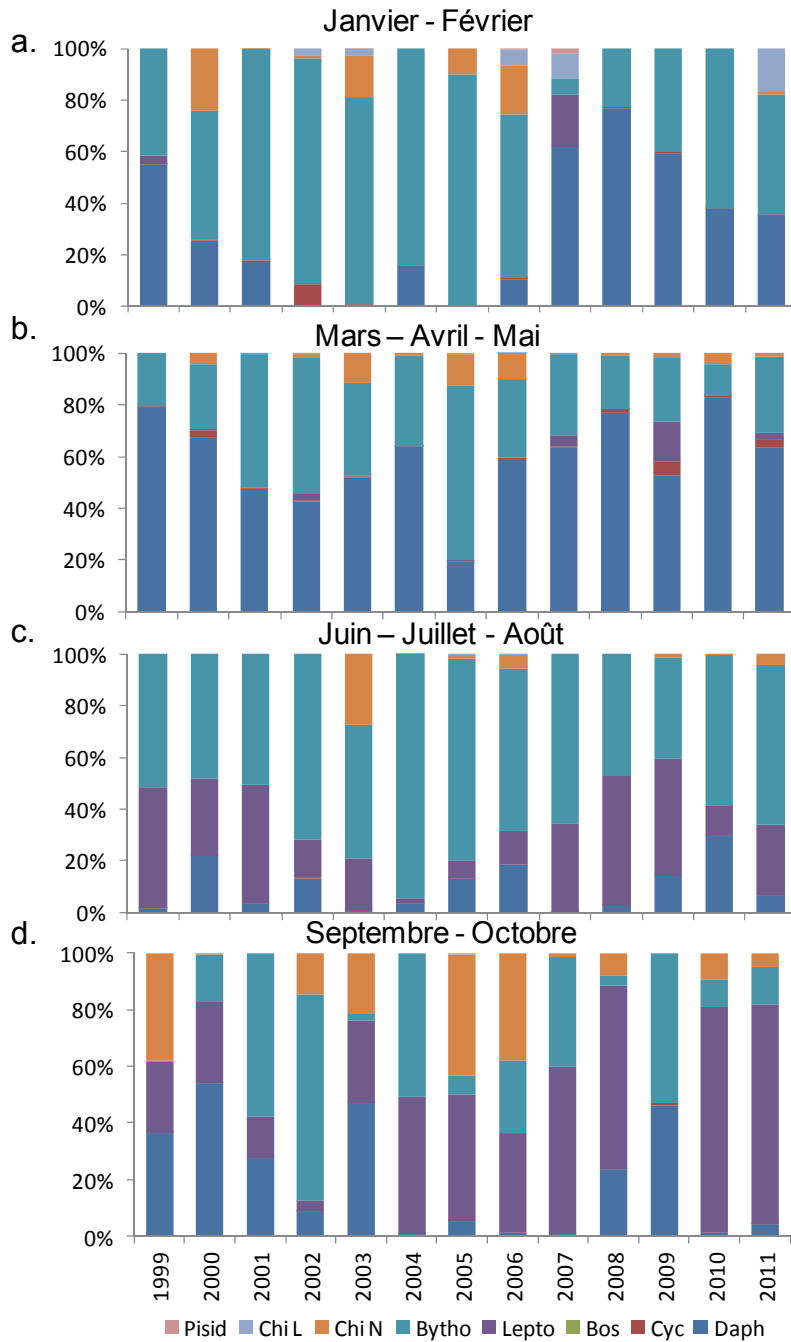 a.
Janvier - Février
100%
80%
60%
40%
20%
0%
b.
Mars – Avril - Mai
100%
80%
60%
40%
20%
0%
c.
Juin – Juillet - Août
100%
80%
60%
40%
20%
0%
d.
Septembre - Octobre
100%
80%
60%
40%
20%
0%
1999 2000 2001 2002 2003 2004 2005 2006 2007 2008 2009 2010 2011
Pisid Chi L Chi N Bytho Lepto Bos Cyc Daph